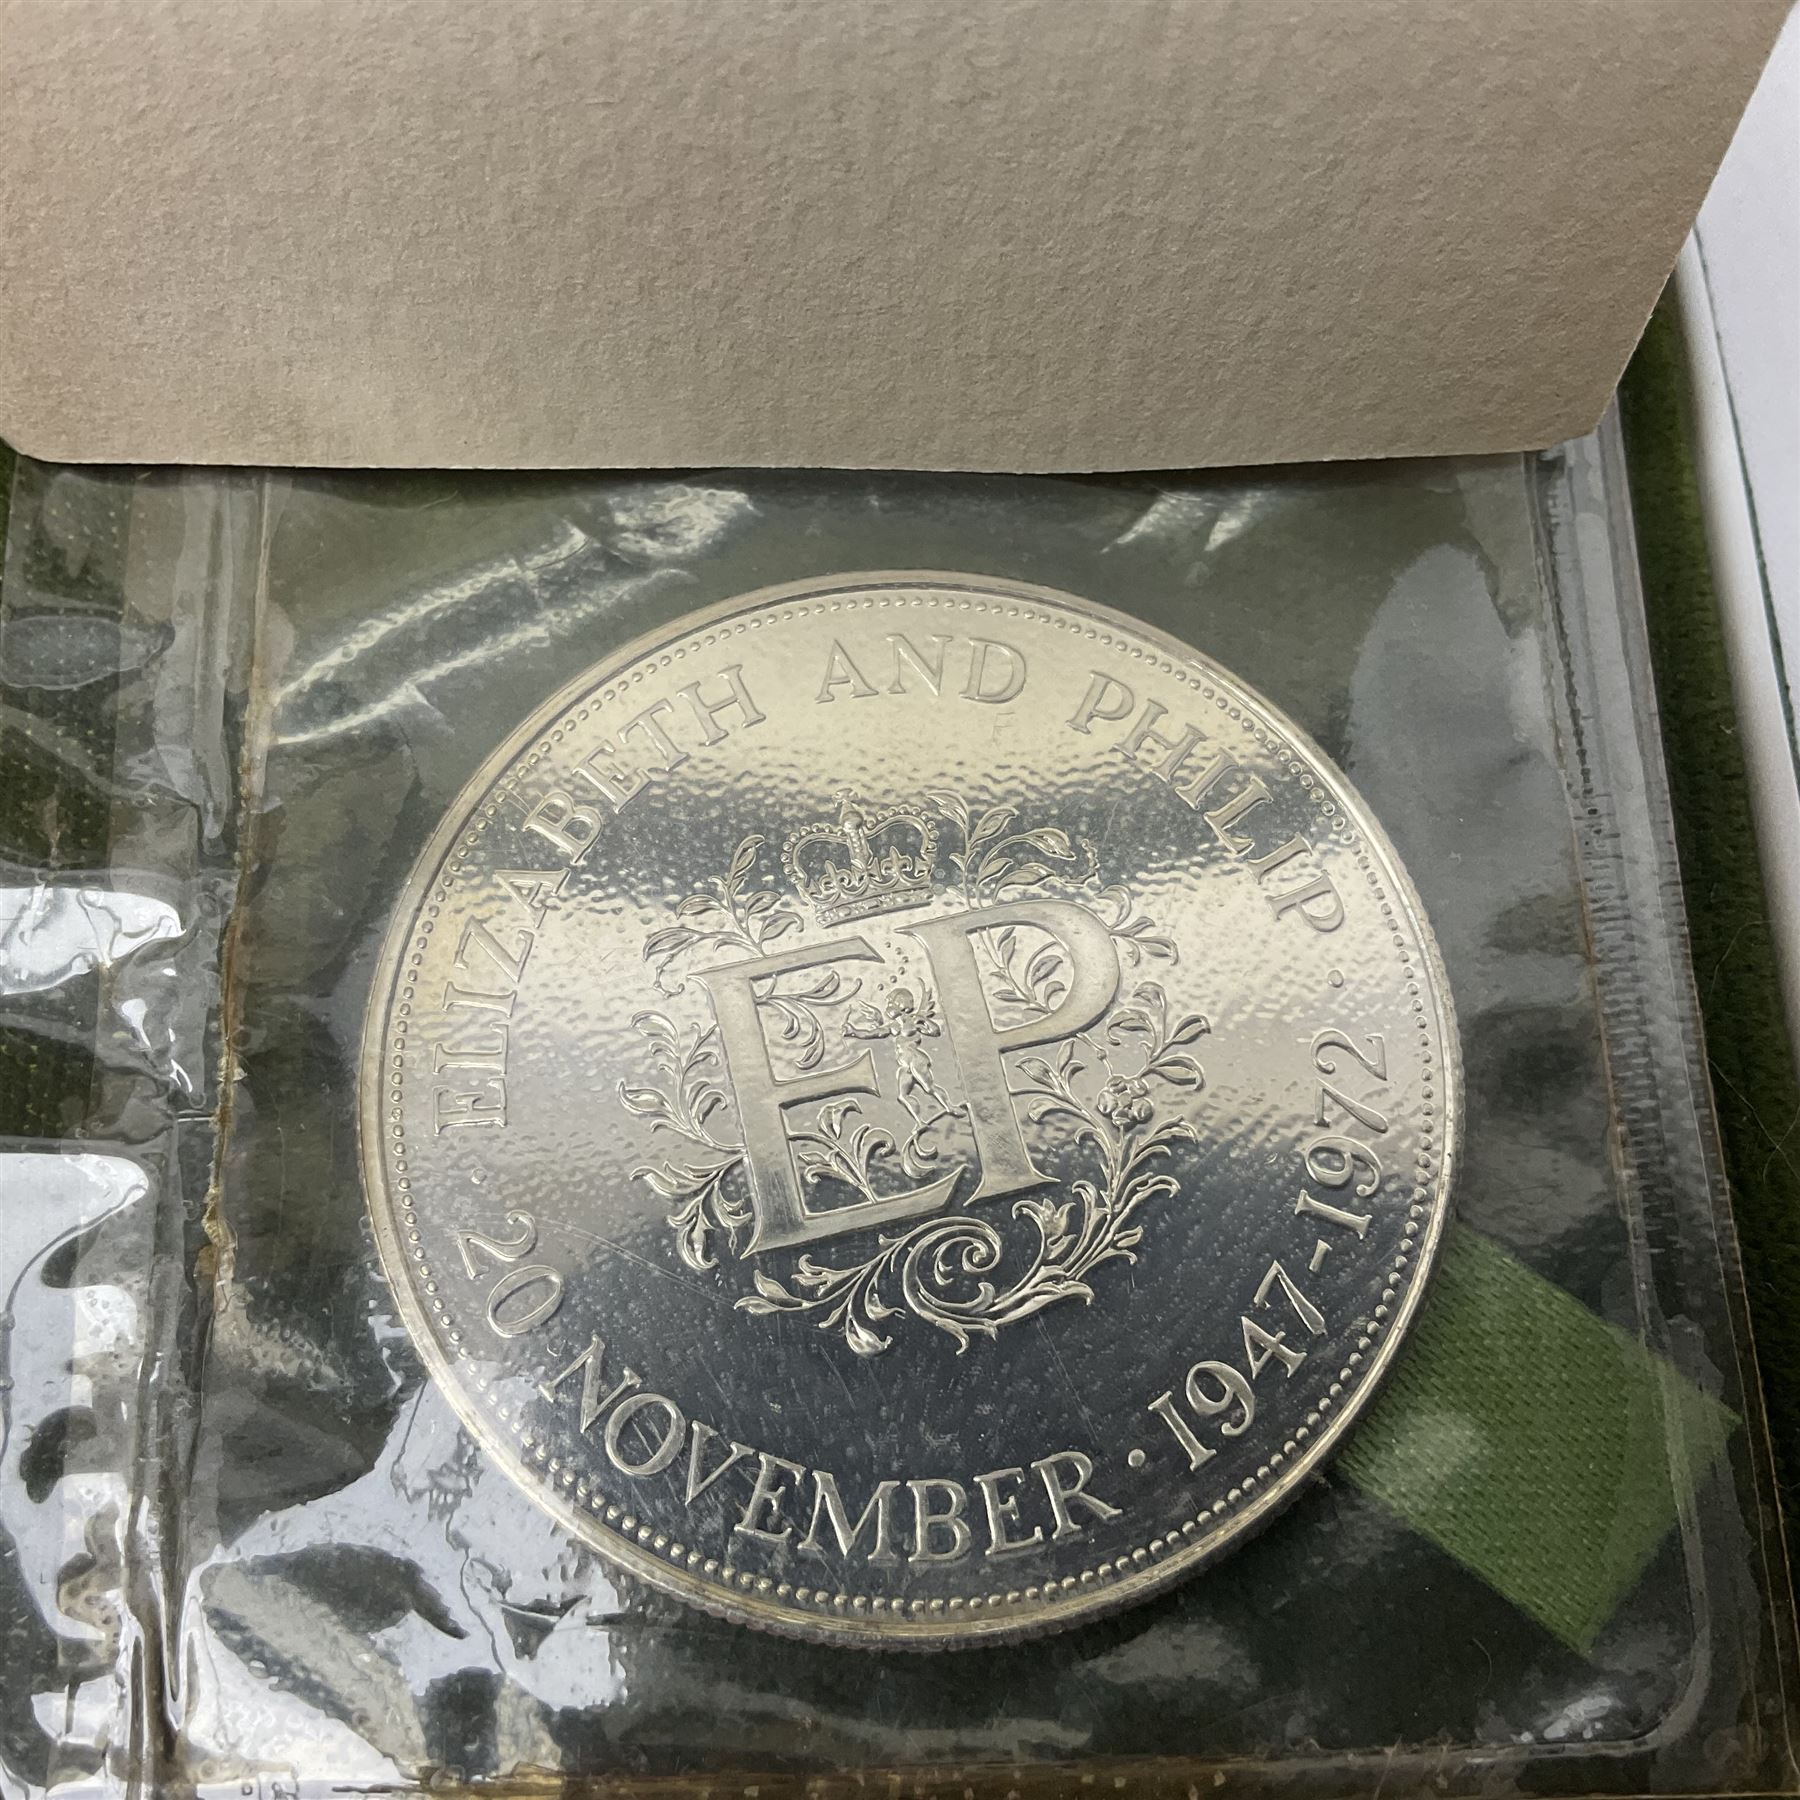 ELIZABETH AND PHILIP ·
20 NOVEMBER · 1947-1972
EP